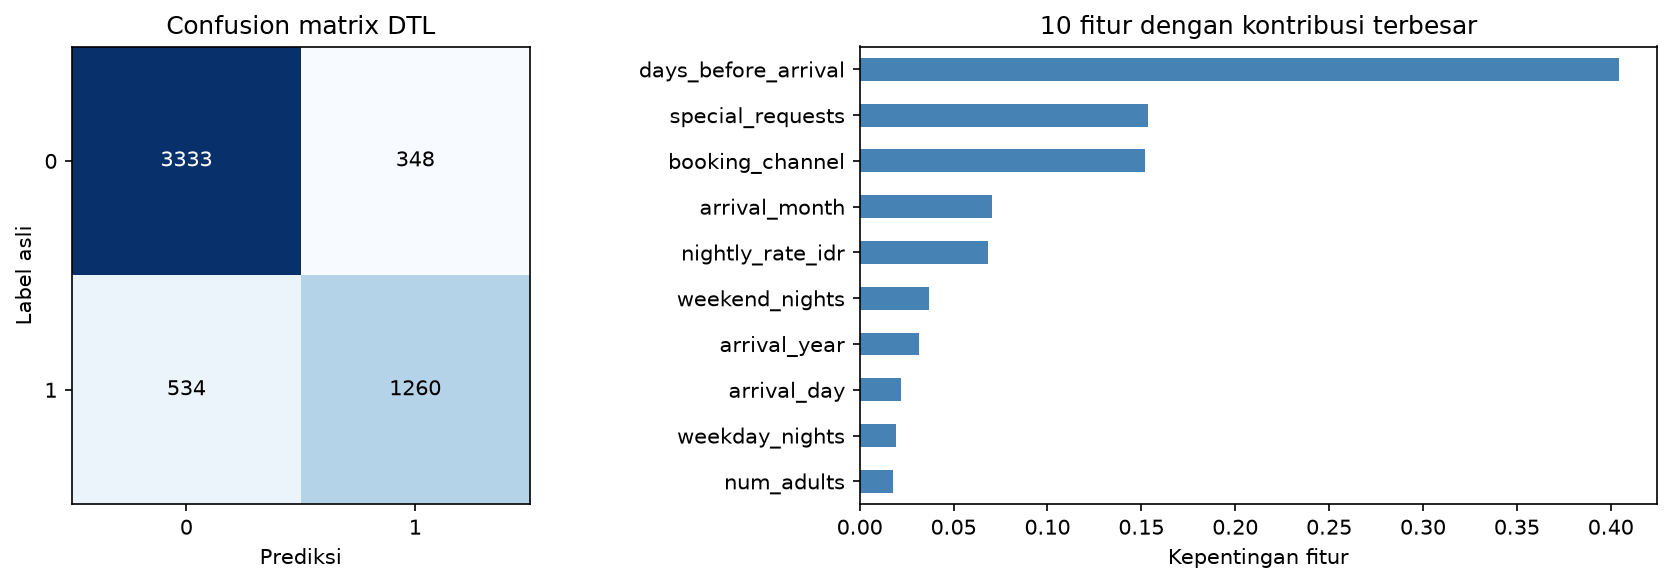 Confusion matrix DTL
Label asli
0
3333
348
1
534
1260
0
1
Prediksi
10 fitur dengan kontribusi terbesar
days_before_arrival
special_requests
booking_channel
arrival_month
nightly_rate_idr
weekend_nights
arrival_year
arrival_day
weekday_nights
num_adults
0.00 0.05 0.10 0.15 0.20 0.25 0.30 0.35 0.40
Kepentingan fitur